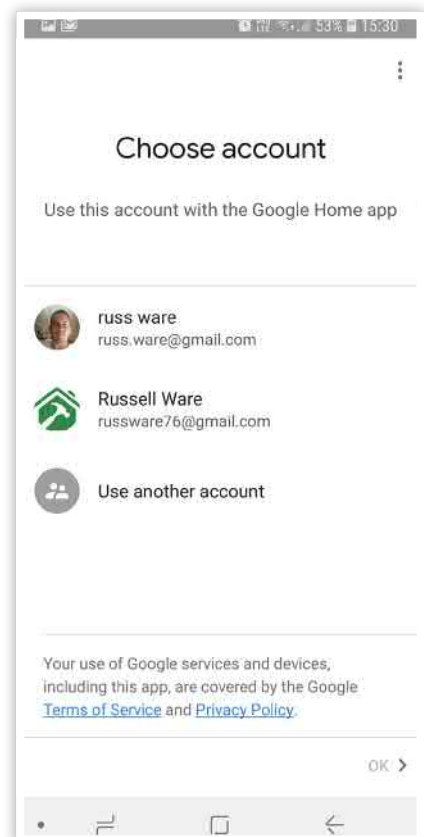 53% 15:30
Choose account
Use this account with the Google Home app
russ ware
russ.ware@gmail.com
Russell Ware
russware76@gmail.com
Use another account
Your use of Google services and devices,
including this app, are covered by the Google
Terms of Service and Privacy Policy.
OK